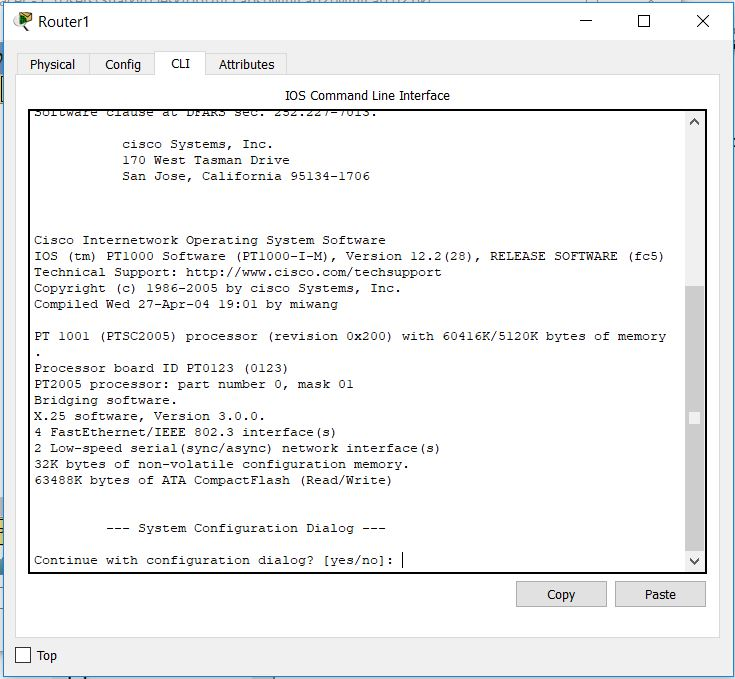 Router1
Physical
Config
CLI
Attributes
IOS Command Line Interface
Software clause at DFARS sec. 252.227-7013.
cisco Systems, Inc.
170 West Tasman Drive
San Jose, California 95134-1706
Cisco Internetwork Operating System Software
IOS (tm) PT1000 Software (PT1000-I-M), Version 12.2(28), RELEASE SOFTWARE (fc5)
Technical Support: http://www.cisco.com/techsupport
Copyright (c) 1986-2005 by cisco Systems, Inc.
Compiled Wed 27-Apr-04 19:01 by miwang
PT 1001 (PTSC2005) processor (revision 0x200) with 60416K/5120K bytes of memory
.
Processor board ID PT0123 (0123)
PT2005 processor: part number 0, mask 01
Bridging software.
X.25 software, Version 3.0.0.
4 FastEthernet/IEEE 802.3 interface(s)
2 Low-speed serial(sync/async) network interface(s)
32K bytes of non-volatile configuration memory.
63488K bytes of ATA CompactFlash (Read/Write)
--- System Configuration Dialog ---
Continue with configuration dialog? [yes/no]:
Copy
Paste
Top